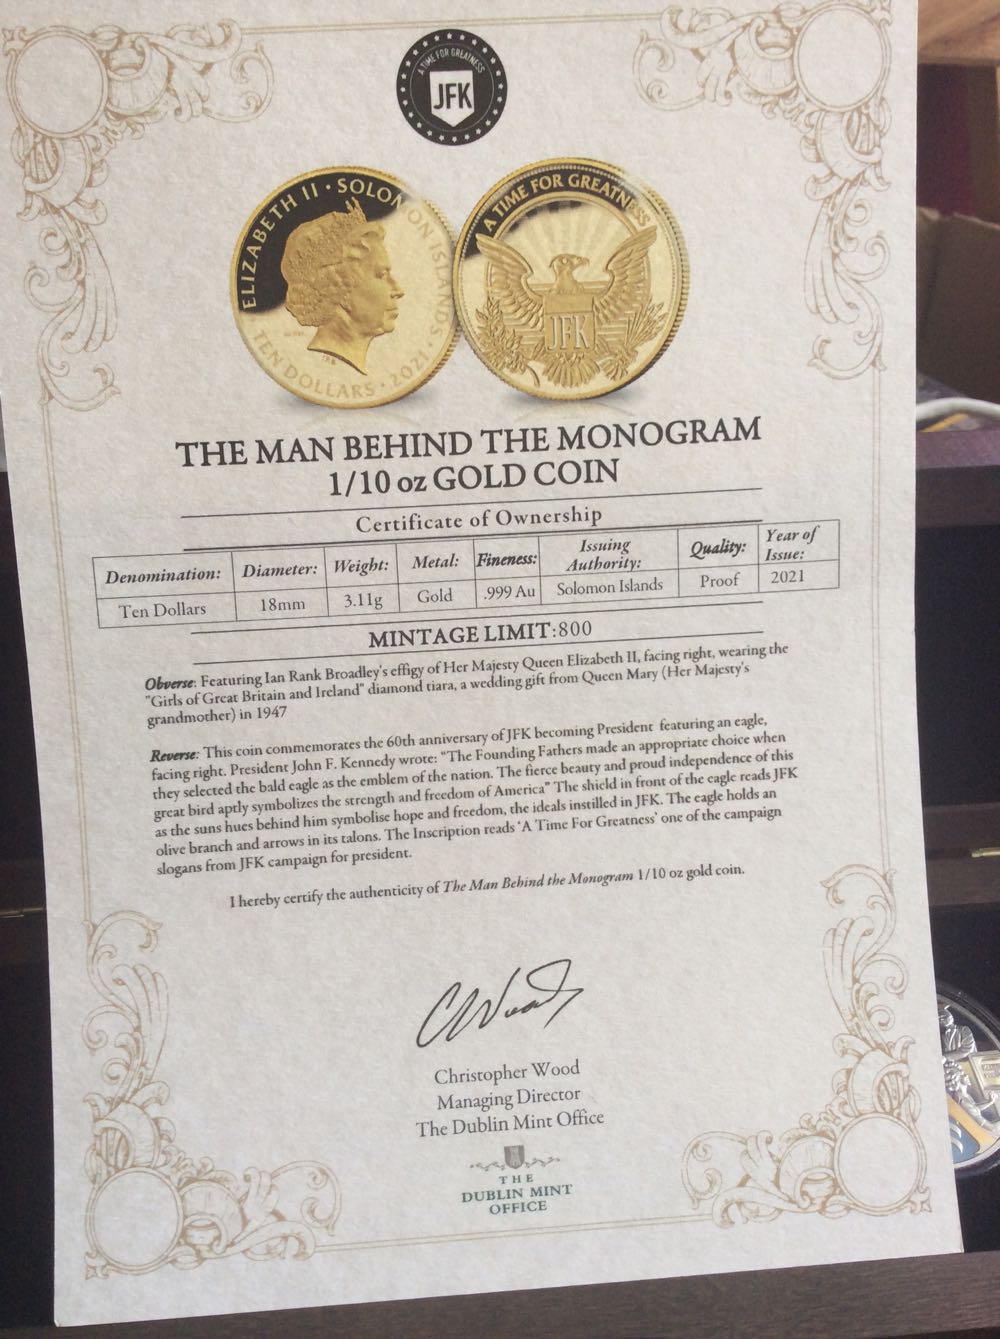 A TIME FOR GREATNESS
JFK
ELIZABETH II · SOLOMON ISLANDS ·
TEN DOLLARS · 2021 ·
IRB
A TIME FOR GREATNESS
JFK
THE MAN BEHIND THE MONOGRAM
1/10 oz GOLD COIN
Certificate of Ownership
Denomination: Diameter: Weight: Metal: Fineness: Issuing Authority: Quality: Year of Issue:
Ten Dollars 18mm 3.11g Gold .999 Au Solomon Islands Proof 2021
MINTAGE LIMIT:800
Obverse: Featuring Ian Rank Broadley's effigy of Her Majesty Queen Elizabeth II, facing right, wearing the
"Girls of Great Britain and Ireland" diamond tiara, a wedding gift from Queen Mary (Her Majesty's
grandmother) in 1947
Reverse: This coin commemorates the 60th anniversary of JFK becoming President featuring an eagle,
facing right. President John F. Kennedy wrote: "The Founding Fathers made an appropriate choice when
they selected the bald eagle as the emblem of the nation. The fierce beauty and proud independence of this
great bird aptly symbolizes the strength and freedom of America" The shield in front of the eagle reads JFK
as the suns hues behind him symbolise hope and freedom, the ideals instilled in JFK. The eagle holds an
olive branch and arrows in its talons. The Inscription reads 'A Time For Greatness' one of the campaign
slogans from JFK campaign for president.
I hereby certify the authenticity of The Man Behind the Monogram 1/10 oz gold coin.
C Wood
Christopher Wood
Managing Director
The Dublin Mint Office
THE
DUBLIN MINT
OFFICE